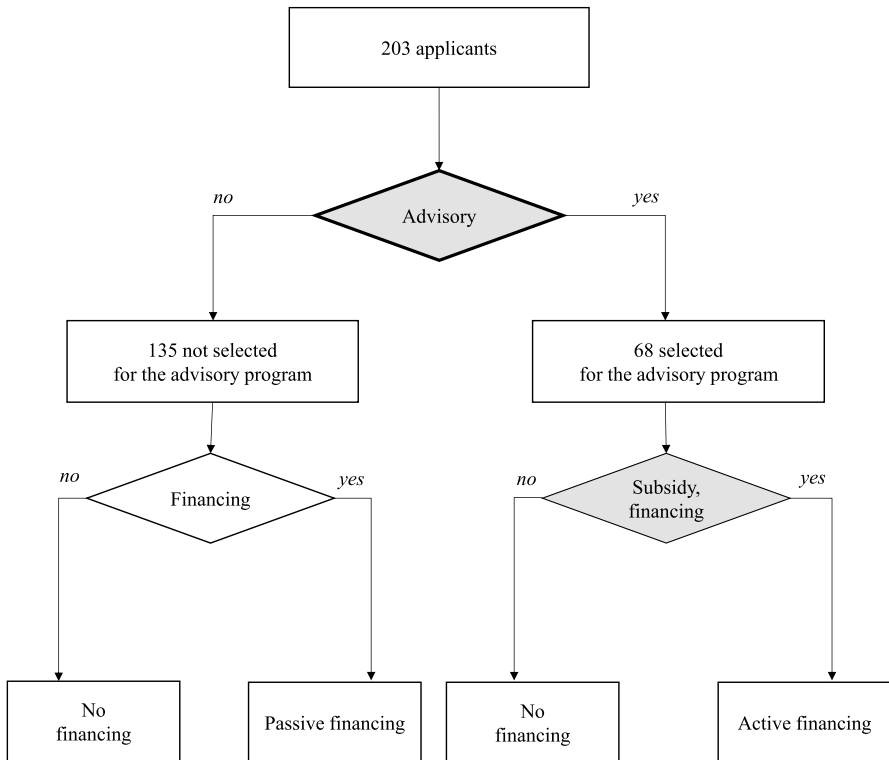 203 applicants
no
yes
Advisory
135 not selected
for the advisory program
68 selected
for the advisory program
no
yes
no
yes
Financing
Subsidy,
financing
No
financing
Passive financing
No
financing
Active financing